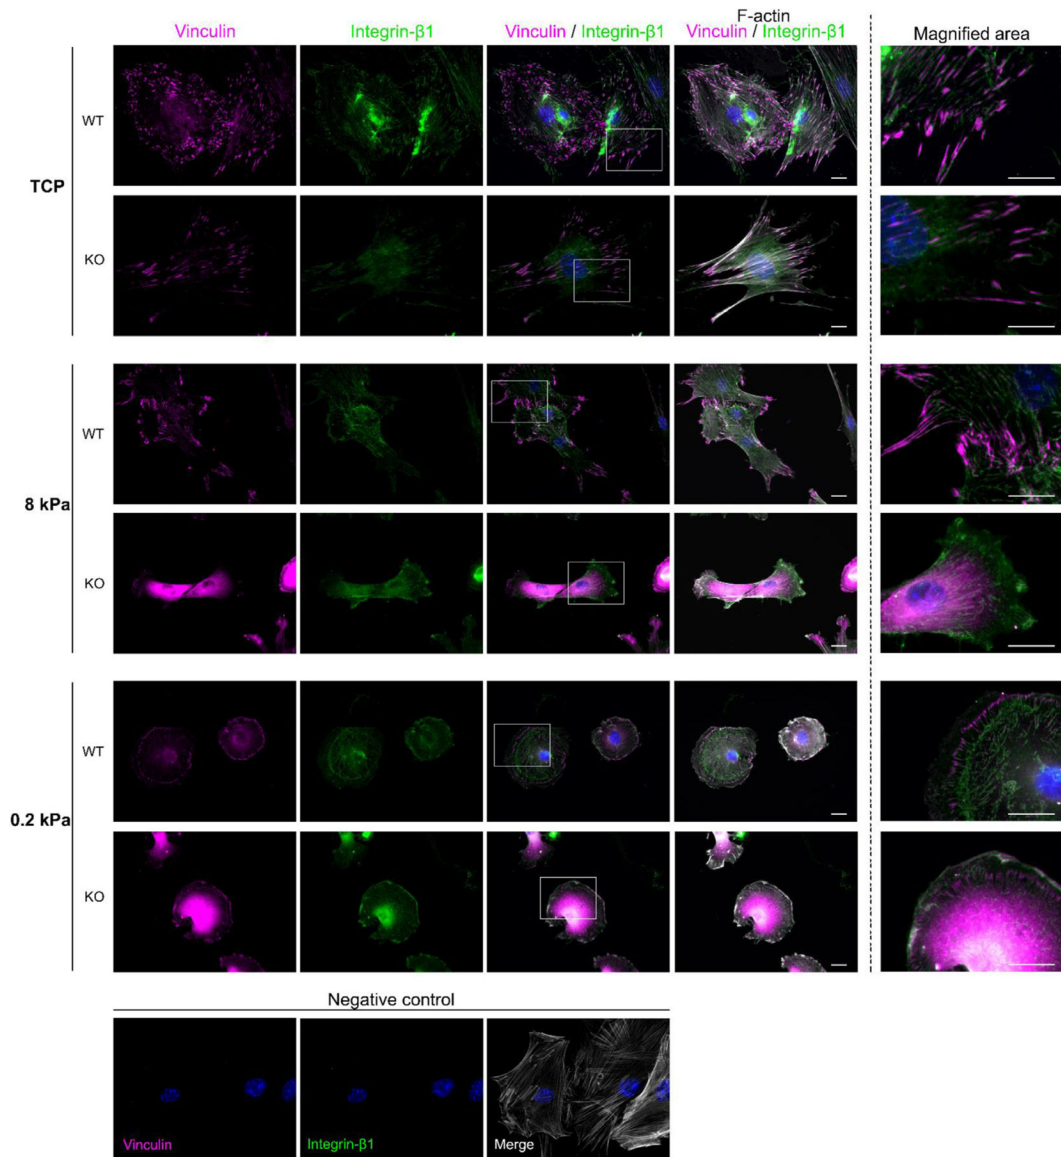 F-actin
Vinculin Integrin-β1 Vinculin / Integrin-β1 Vinculin / Integrin-β1 Magnified area
WT
TCP
KO
WT
8 kPa
KO
WT
0.2 kPa
KO
Negative control
Vinculin Integrin-β1 Merge